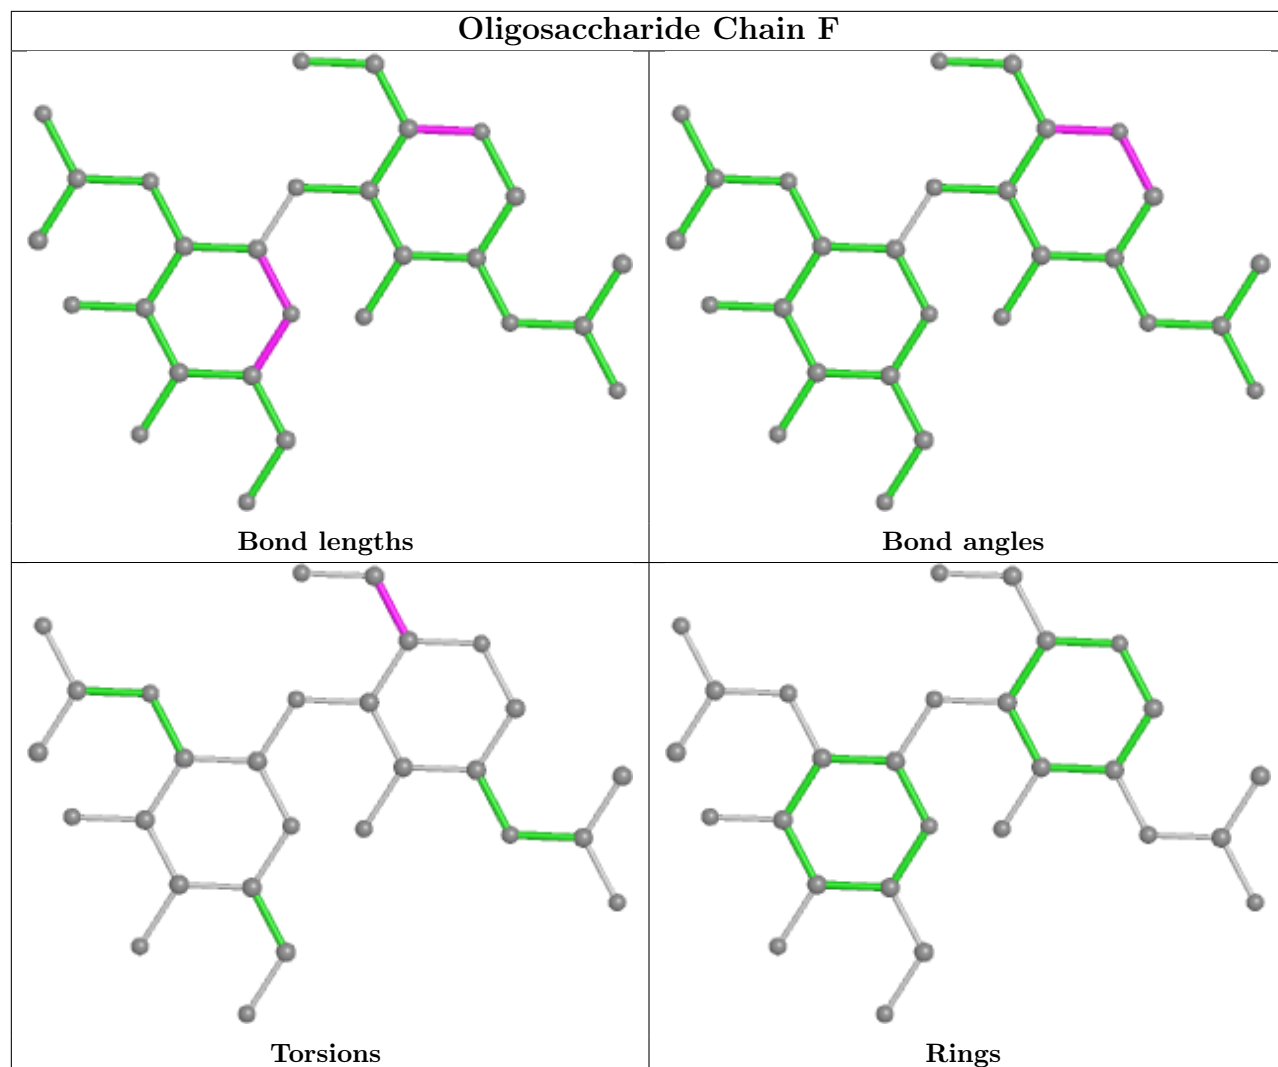 Oligosaccharide Chain F
Bond lengths
Bond angles
Torsions
Rings